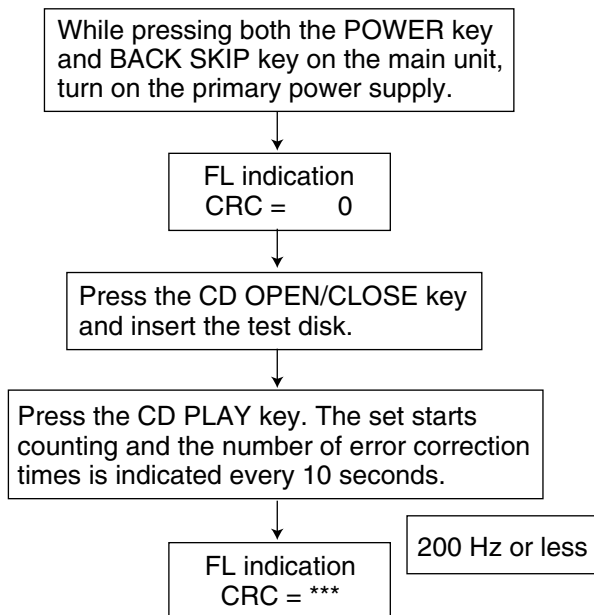 While pressing both the POWER key
and BACK SKIP key on the main unit,
turn on the primary power supply.
FL indication
CRC = 0
Press the CD OPEN/CLOSE key
and insert the test disk.
Press the CD PLAY key. The set starts
counting and the number of error correction
times is indicated every 10 seconds.
200 Hz or less
FL indication
CRC = ***